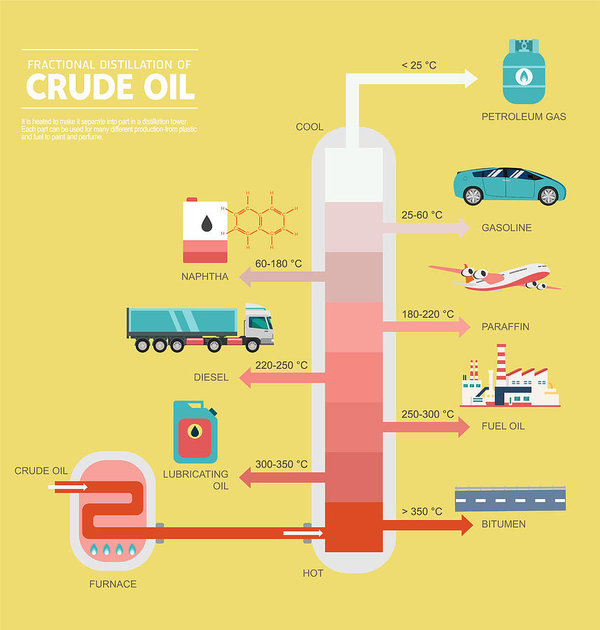 FRACTIONAL DISTILLATION OF
CRUDE OIL
It is heated to make it separate into part in a distillation tower.
Each part can be used for many different production-from plastic
and fuel to paint and perfume.
< 25 °C
PETROLEUM GAS
COOL
25-60 °C
GASOLINE
H
H
H
H
H
H
H
H
60-180 °C
NAPHTHA
180-220 °C
PARAFFIN
220-250 °C
DIESEL
250-300 °C
FUEL OIL
300-350 °C
LUBRICATING
OIL
CRUDE OIL
> 350 °C
BITUMEN
HOT
FURNACE